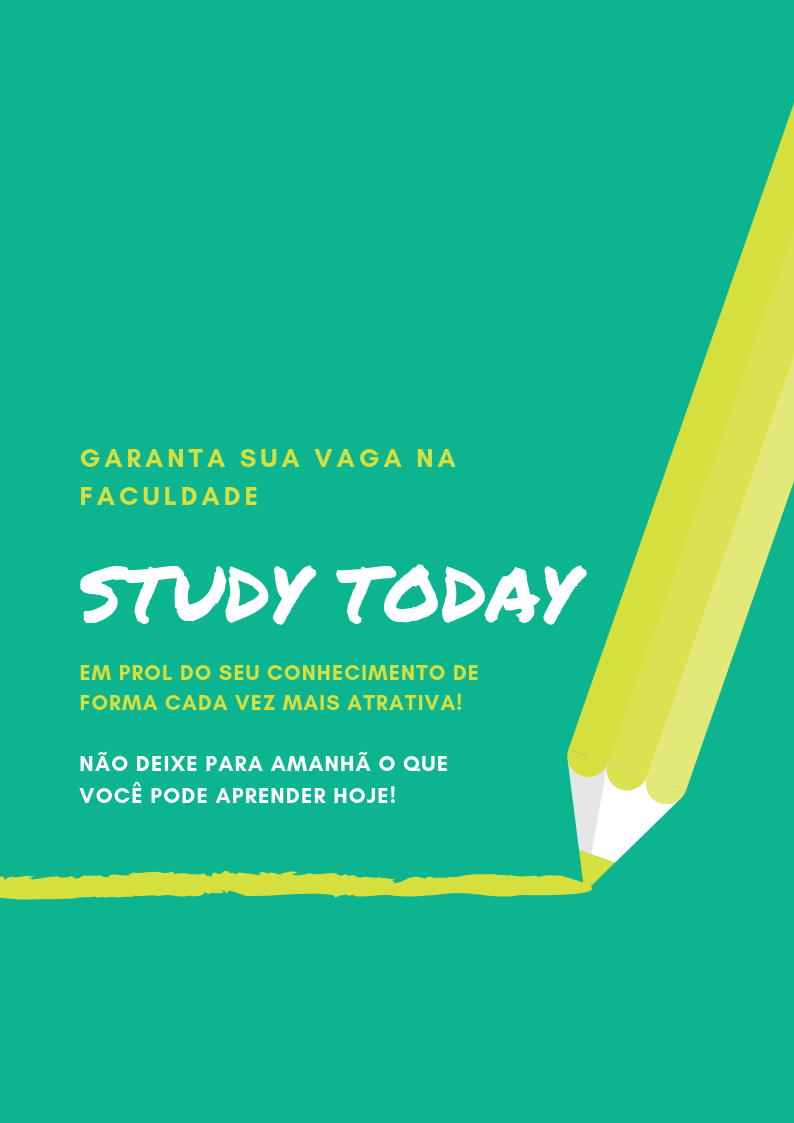 GARANTA SUA VAGA NA
FACULDADE
STUDY TODAY
EM PROL DO SEU CONHECIMENTO DE
FORMA CADA VEZ MAIS ATRATIVA!
NÃO DEIXE PARA AMANHÃ O QUE
VOCÊ PODE APRENDER HOJE!